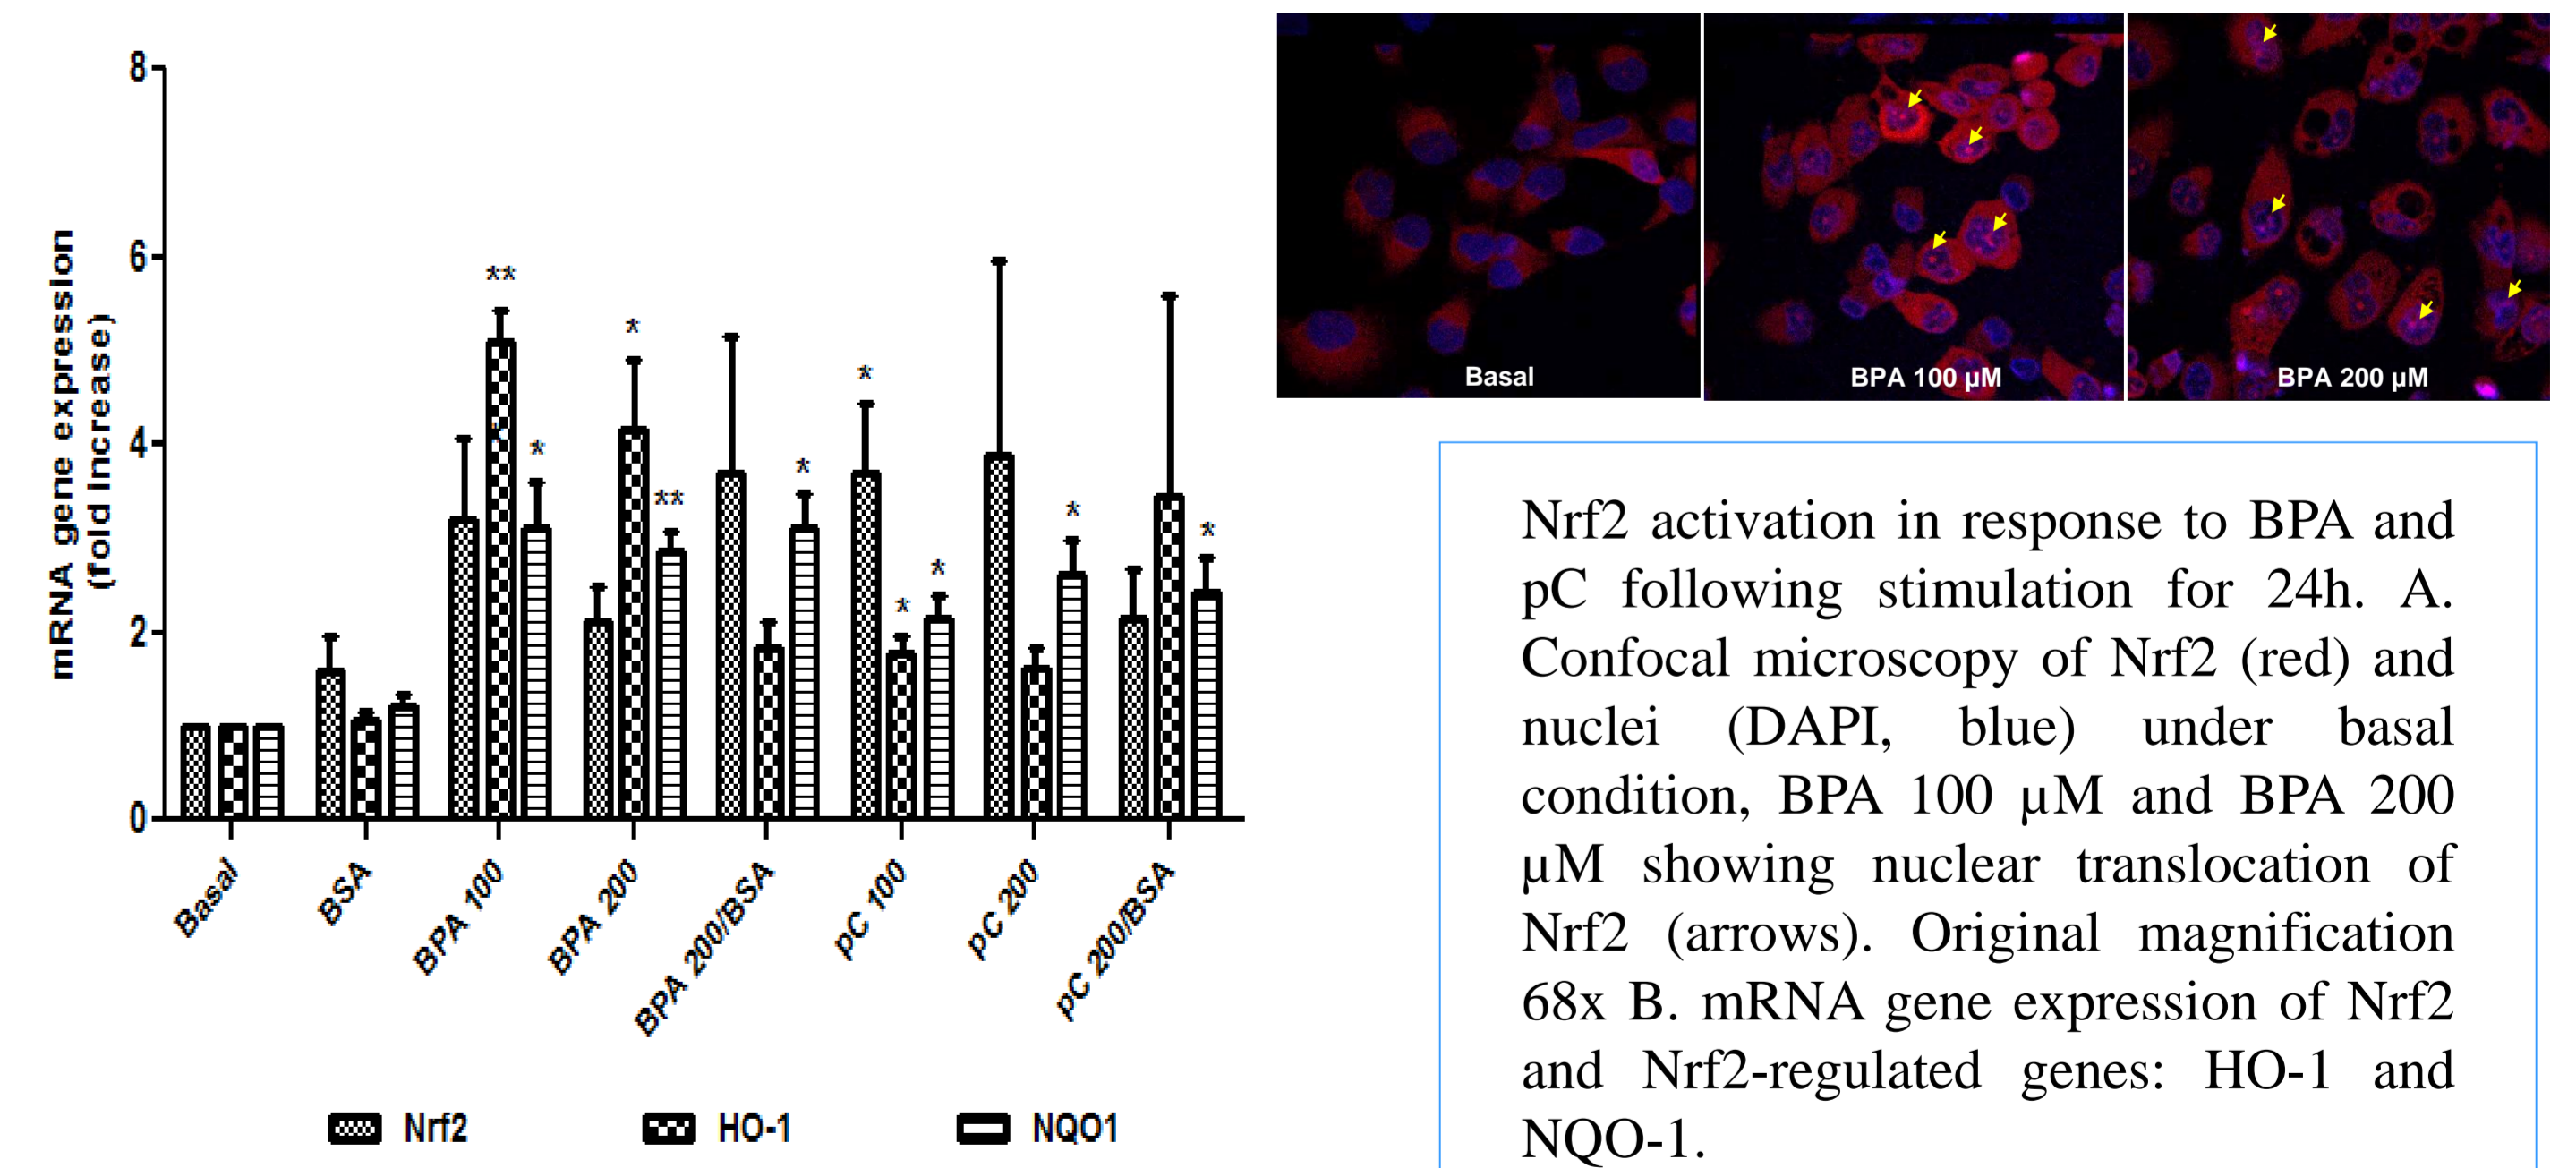 mRNA gene expression
(fold increase)
8
6
4
2
0
**
*
*
**
*
*
*
*
*
*
Basal
BSA
BPA 100
BPA 200
BPA 200/BSA
pC 100
pC 200
pC 200/BSA
Nrf2
HO-1
NQO1
Basal
BPA 100 µM
BPA 200 µM
Nrf2 activation in response to BPA and
pC following stimulation for 24h. A.
Confocal microscopy of Nrf2 (red) and
nuclei (DAPI, blue) under basal
condition, BPA 100 µM and BPA 200
µM showing nuclear translocation of
Nrf2 (arrows). Original magnification
68x B. mRNA gene expression of Nrf2
and Nrf2-regulated genes: HO-1 and
NQO-1.